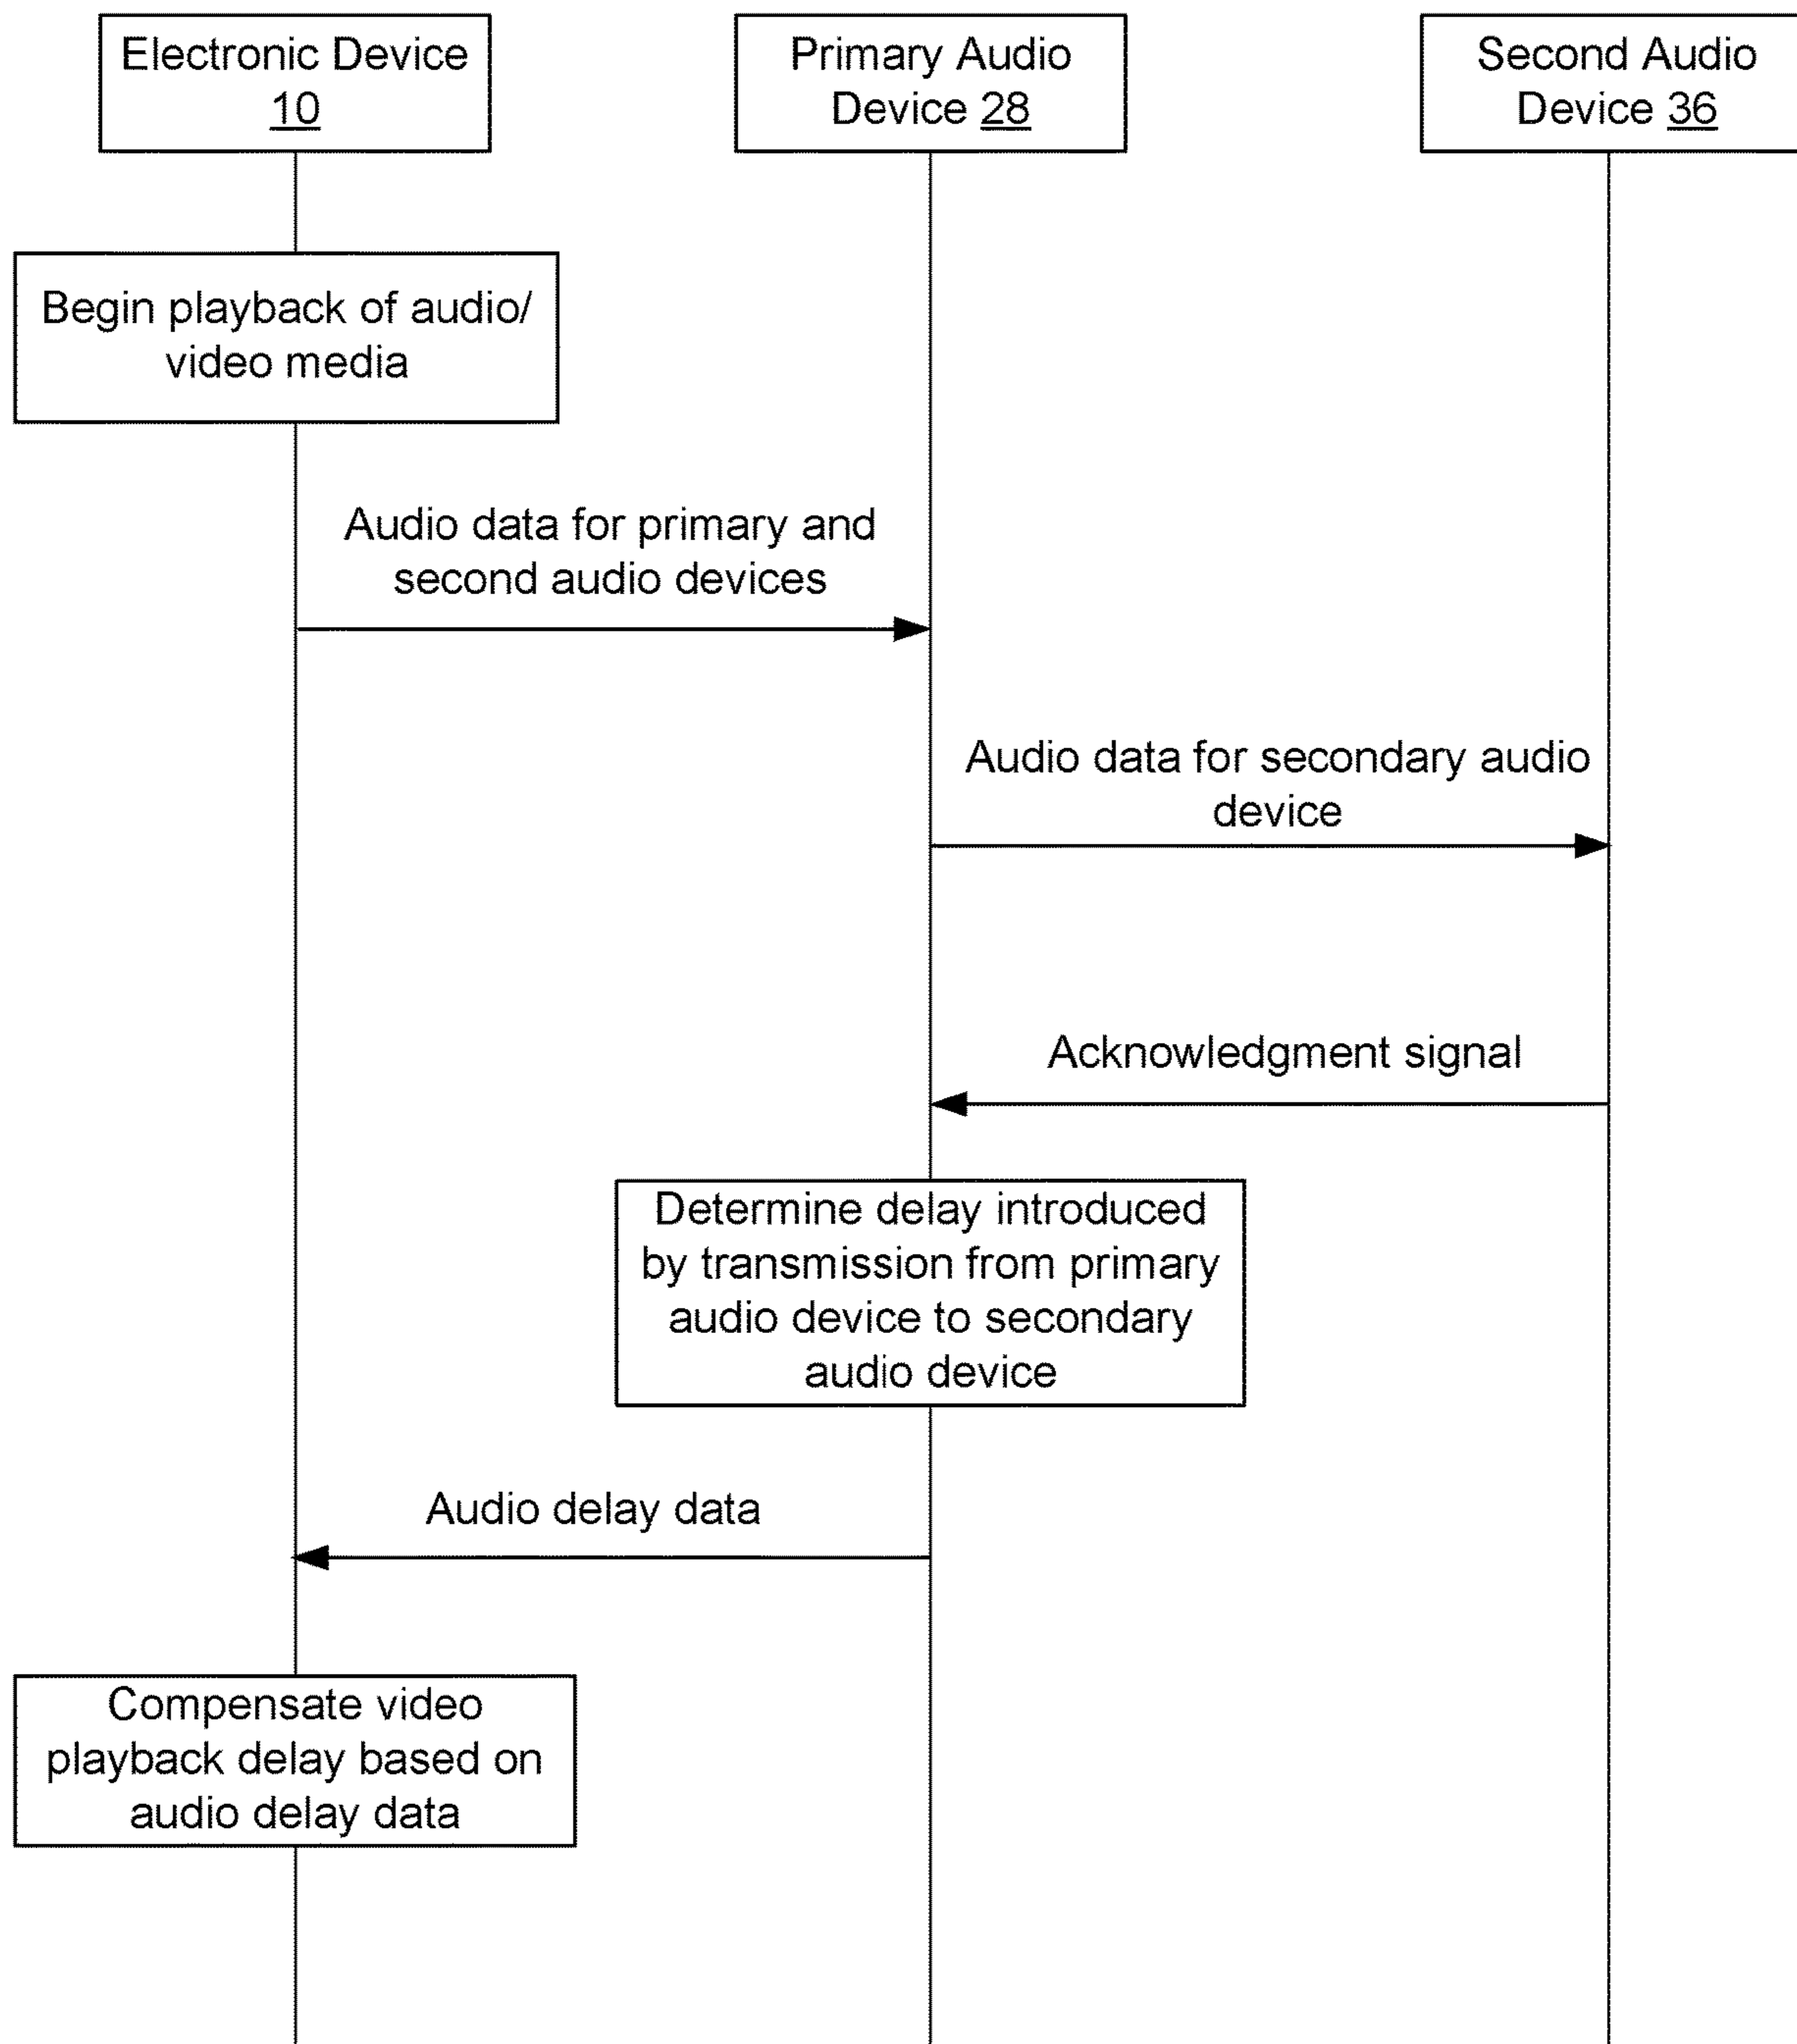 Electronic Device
10
Primary Audio
Device 28
Second Audio
Device 36
Begin playback of audio/
video media
Audio data for primary and
second audio devices
Audio data for secondary audio
device
Acknowledgment signal
Determine delay introduced
by transmission from primary
audio device to secondary
audio device
Audio delay data
Compensate video
playback delay based on
audio delay data